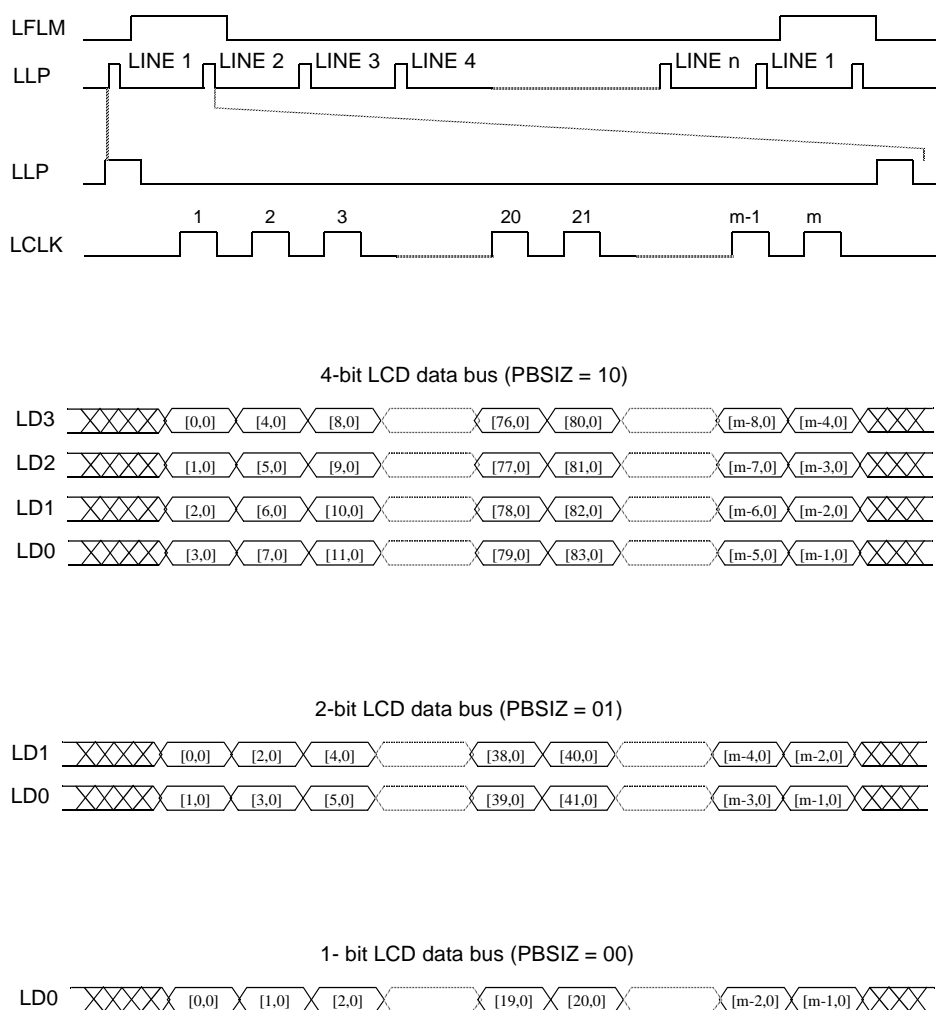 LFLM
LLP LINE 1 LINE 2 LINE 3 LINE 4 LINE n LINE 1
LLP
1 2 3 20 21 m-1 m
LCLK
4-bit LCD data bus (PBSIZ = 10)
LD3 [0,0] [4,0] [8,0] [76,0] [80,0] [m-8,0] [m-4,0]
LD2 [1,0] [5,0] [9,0] [77,0] [81,0] [m-7,0] [m-3,0]
LD1 [2,0] [6,0] [10,0] [78,0] [82,0] [m-6,0] [m-2,0]
LD0 [3,0] [7,0] [11,0] [79,0] [83,0] [m-5,0] [m-1,0]
2-bit LCD data bus (PBSIZ = 01)
LD1 [0,0] [2,0] [4,0] [38,0] [40,0] [m-4,0] [m-2,0]
LD0 [1,0] [3,0] [5,0] [39,0] [41,0] [m-3,0] [m-1,0]
1- bit LCD data bus (PBSIZ = 00)
LD0 [0,0] [1,0] [2,0] [19,0] [20,0] [m-2,0] [m-1,0]